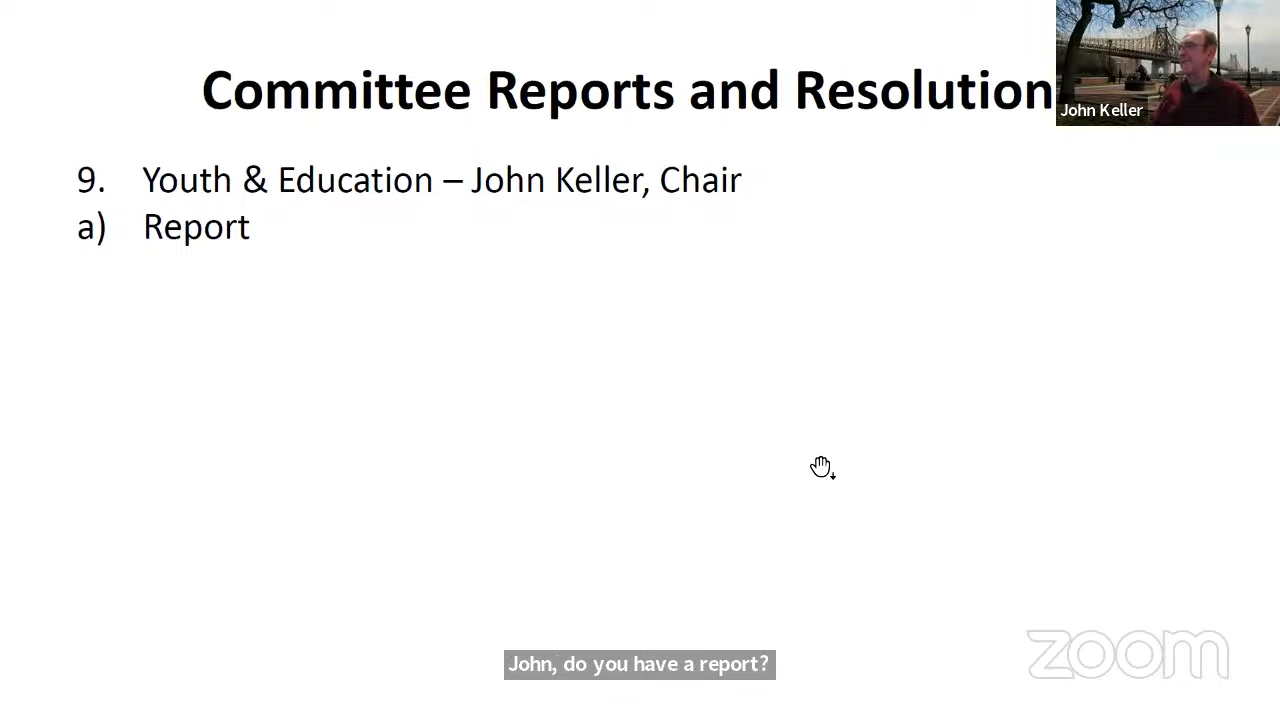 Committee Reports and Resolution
John Keller
9. Youth & Education – John Keller, Chair
a) Report
John, do you have a report?
zoom